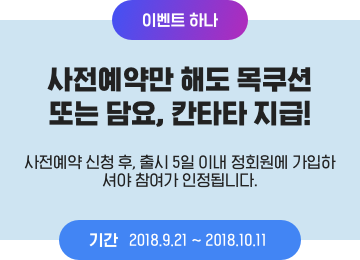 이벤트 하나
사전예약만 해도 목쿠션
또는 담요, 칸타타 지급!
사전예약 신청 후, 출시 5일 이내 정회원에 가입하
셔야 참여가 인정됩니다.
기간 2018.9.21 ~ 2018.10.11